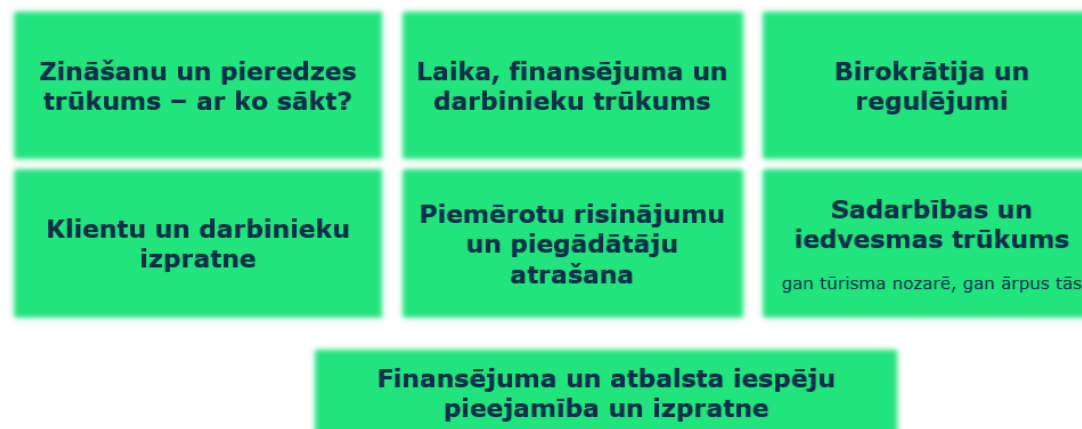 Zināšanu un pieredzes
trūkums – ar ko sākt?
Laika, finansējuma un
darbinieku trūkums
Birokrātija un
regulējumi
Klientu un darbinieku
izpratne
Piemērotu risinājumu
un piegādātāju
atrašana
Sadarbības un
iedvesmas trūkums
gan tūrisma nozarē, gan ārpus tās
Finansējuma un atbalsta iespēju
pieejamība un izpratne